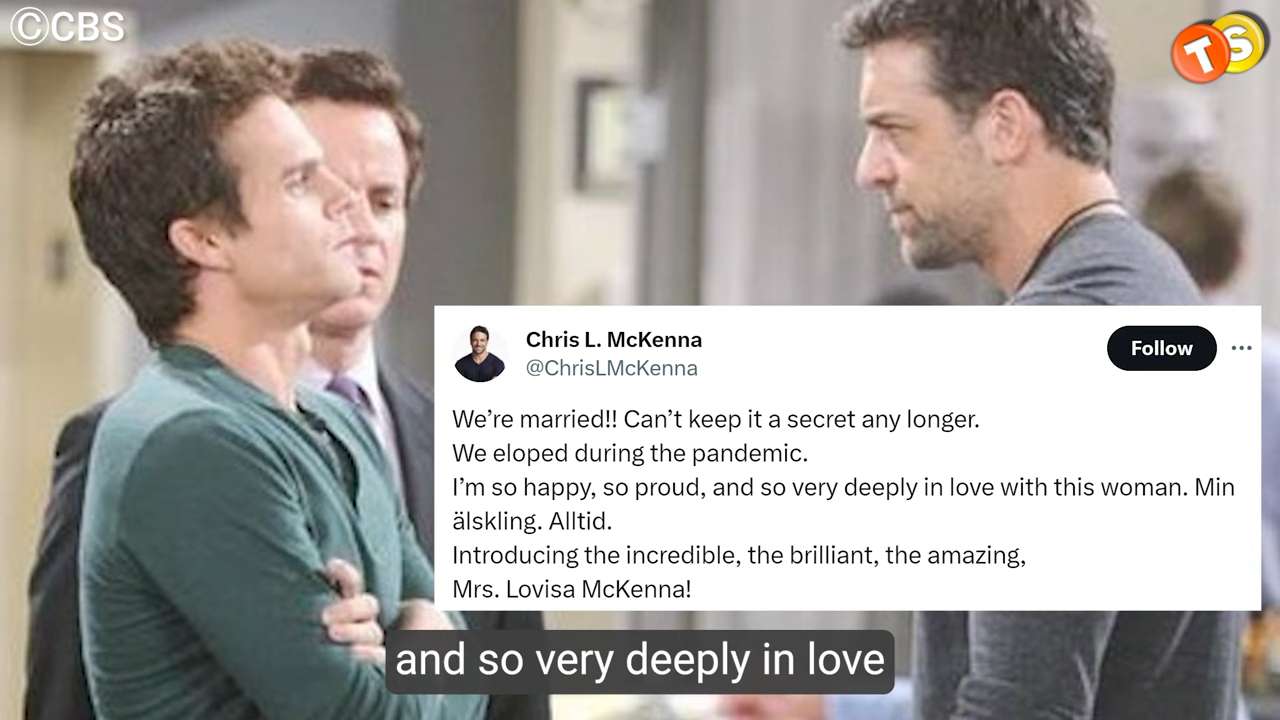 ©CBS
TS
Chris L. McKenna
@ChrisLMcKenna
Follow
We’re married!! Can’t keep it a secret any longer.
We eloped during the pandemic.
I’m so happy, so proud, and so very deeply in love with this woman. Min
älskling. Alltid.
Introducing the incredible, the brilliant, the amazing,
Mrs. Lovisa McKenna!
and so very deeply in love